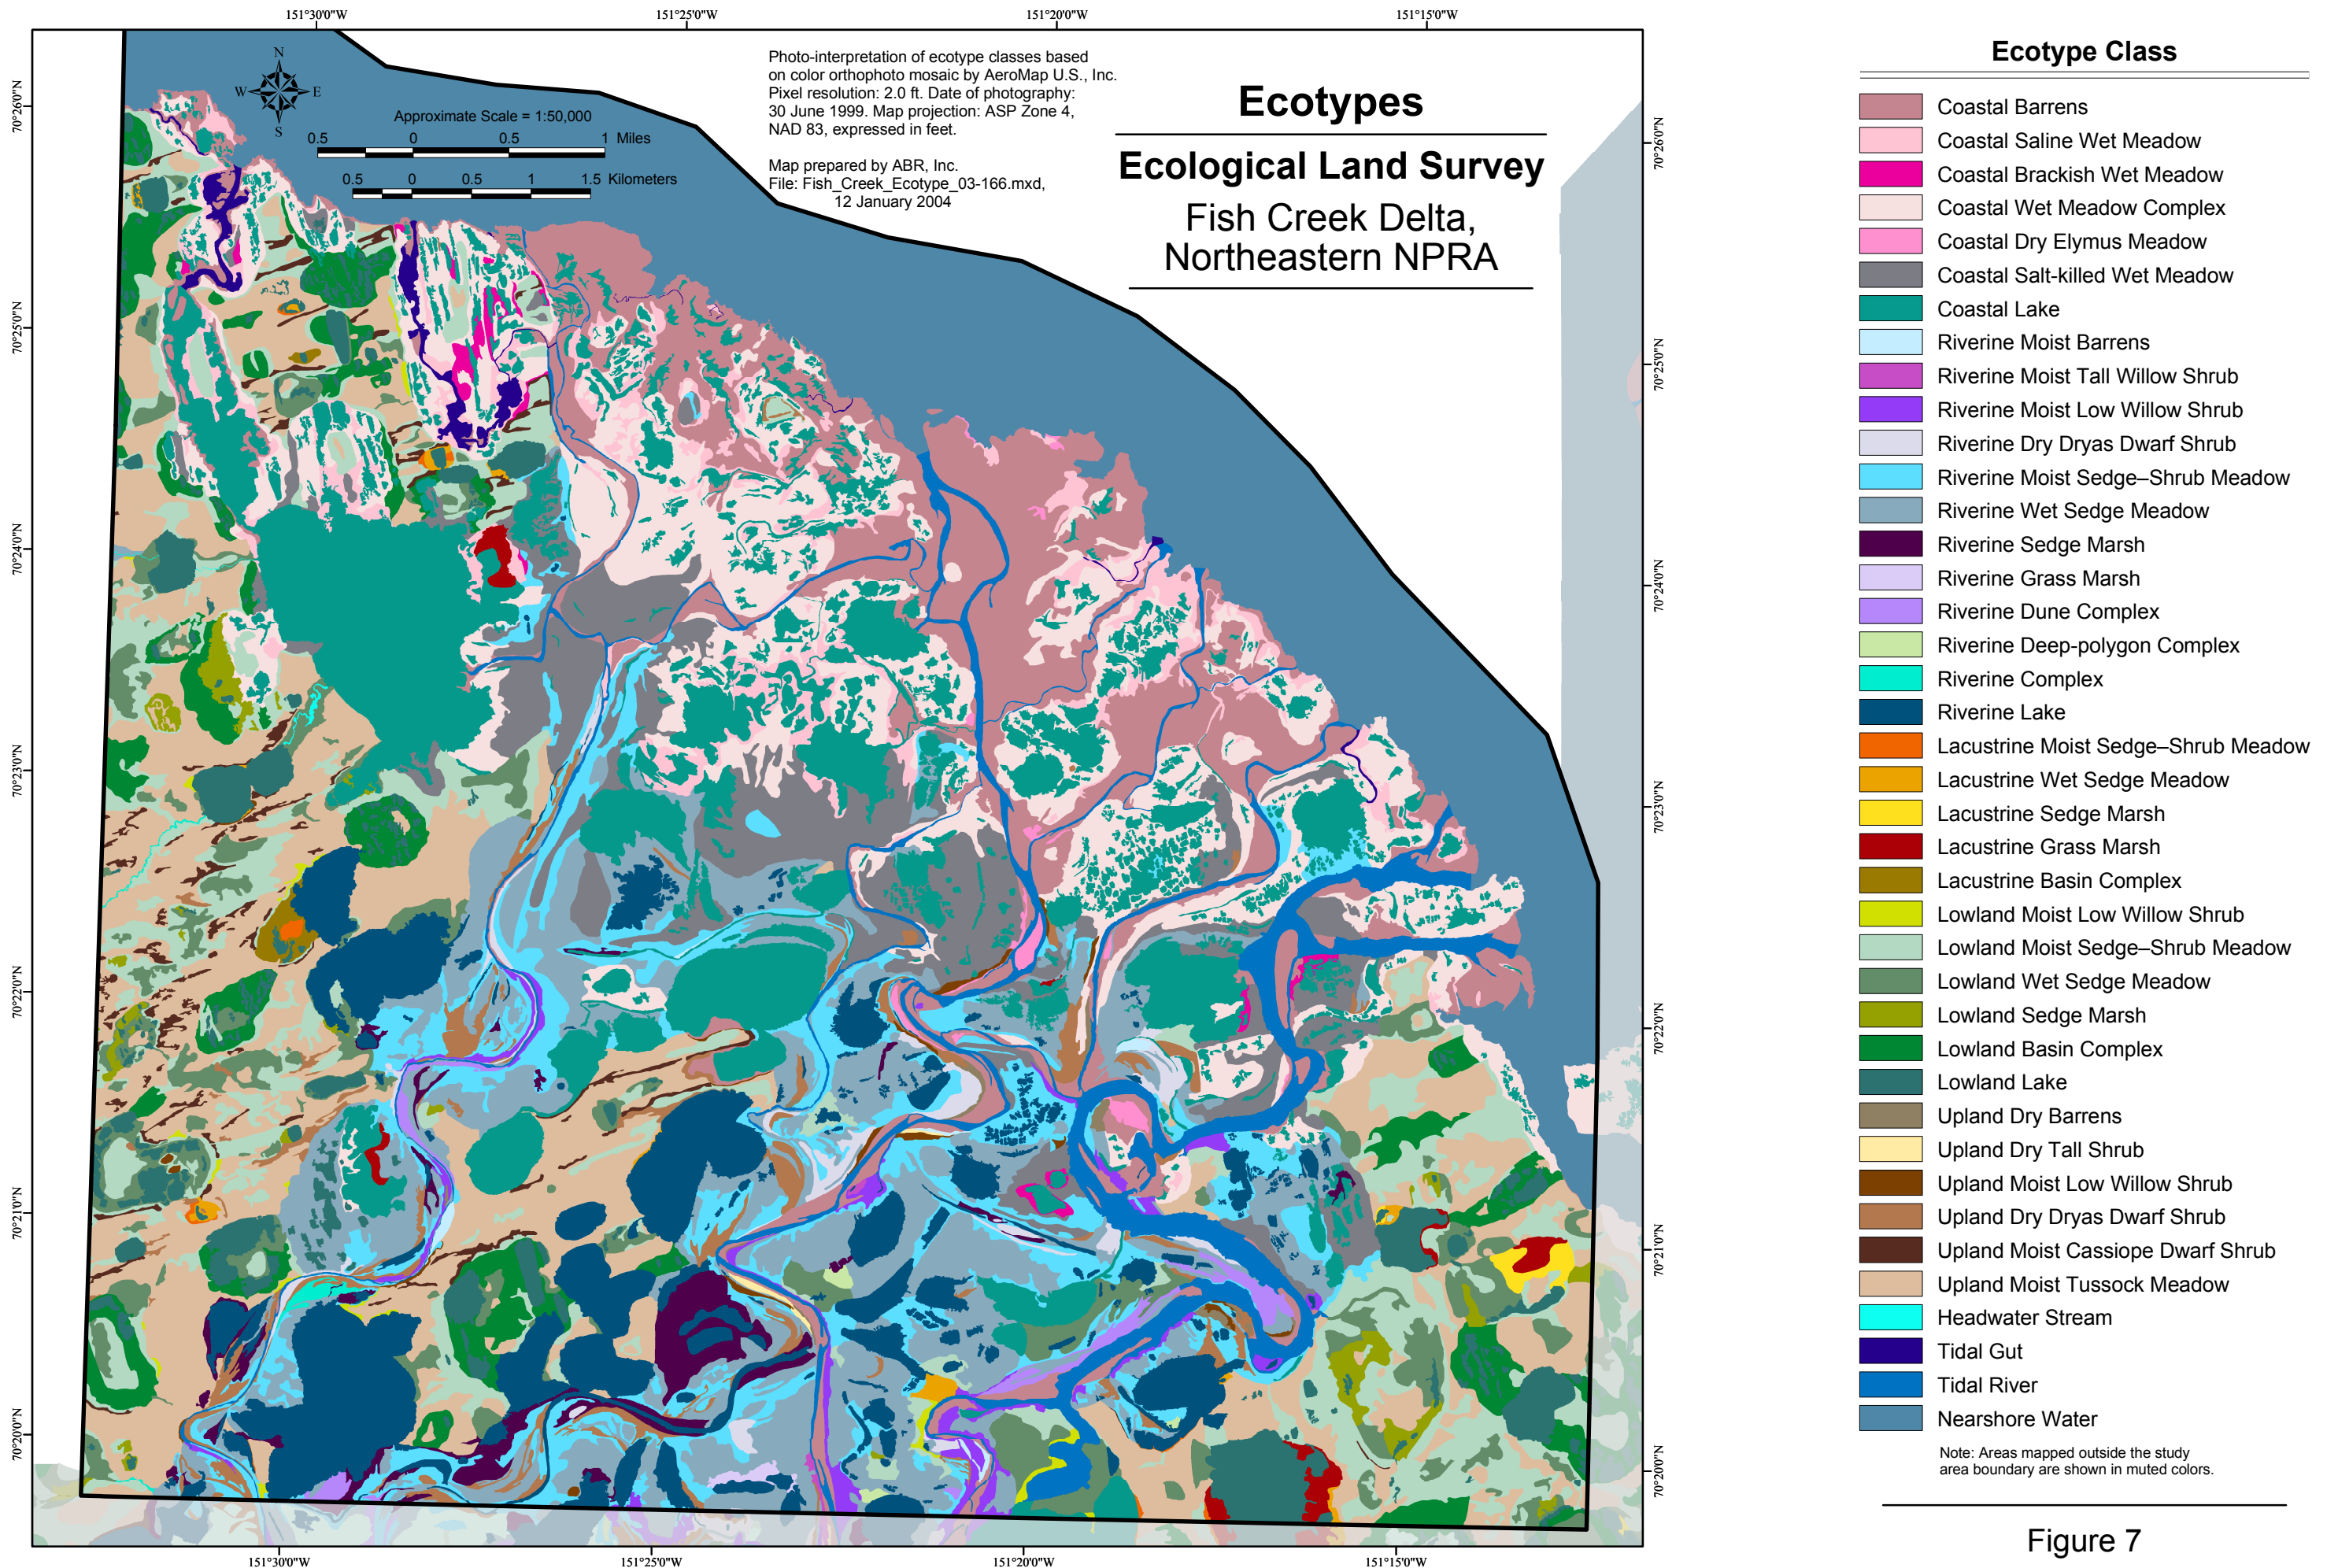 151°30'0"W
151°25'0"W
151°20'0"W
151°15'0"W
70°26'0"N
70°25'0"N
70°24'0"N
70°23'0"N
70°22'0"N
70°21'0"N
70°20'0"N
N
W
E
S
Approximate Scale = 1:50,000
0.5 0 0.5 1 Miles
0.5 0 0.5 1 1.5 Kilometers
Photo-interpretation of ecotype classes based
on color orthophoto mosaic by AeroMap U.S., Inc.
Pixel resolution: 2.0 ft. Date of photography:
30 June 1999. Map projection: ASP Zone 4,
NAD 83, expressed in feet.
Map prepared by ABR, Inc.
File: Fish_Creek_Ecotype_03-166.mxd,
12 January 2004
Ecotypes
Ecological Land Survey
Fish Creek Delta,
Northeastern NPRA
70°26'0"N
70°25'0"N
70°24'0"N
70°23'0"N
70°22'0"N
70°21'0"N
70°20'0"N
151°30'0"W
151°25'0"W
151°20'0"W
151°15'0"W
Ecotype Class
Coastal Barrens
Coastal Saline Wet Meadow
Coastal Brackish Wet Meadow
Coastal Wet Meadow Complex
Coastal Dry Elymus Meadow
Coastal Salt-killed Wet Meadow
Coastal Lake
Riverine Moist Barrens
Riverine Moist Tall Willow Shrub
Riverine Moist Low Willow Shrub
Riverine Dry Dryas Dwarf Shrub
Riverine Moist Sedge–Shrub Meadow
Riverine Wet Sedge Meadow
Riverine Sedge Marsh
Riverine Grass Marsh
Riverine Dune Complex
Riverine Deep-polygon Complex
Riverine Complex
Riverine Lake
Lacustrine Moist Sedge–Shrub Meadow
Lacustrine Wet Sedge Meadow
Lacustrine Sedge Marsh
Lacustrine Grass Marsh
Lacustrine Basin Complex
Lowland Moist Low Willow Shrub
Lowland Moist Sedge–Shrub Meadow
Lowland Wet Sedge Meadow
Lowland Sedge Marsh
Lowland Basin Complex
Lowland Lake
Upland Dry Barrens
Upland Dry Tall Shrub
Upland Moist Low Willow Shrub
Upland Dry Dryas Dwarf Shrub
Upland Moist Cassiope Dwarf Shrub
Upland Moist Tussock Meadow
Headwater Stream
Tidal Gut
Tidal River
Nearshore Water
Note: Areas mapped outside the study
area boundary are shown in muted colors.
Figure 7